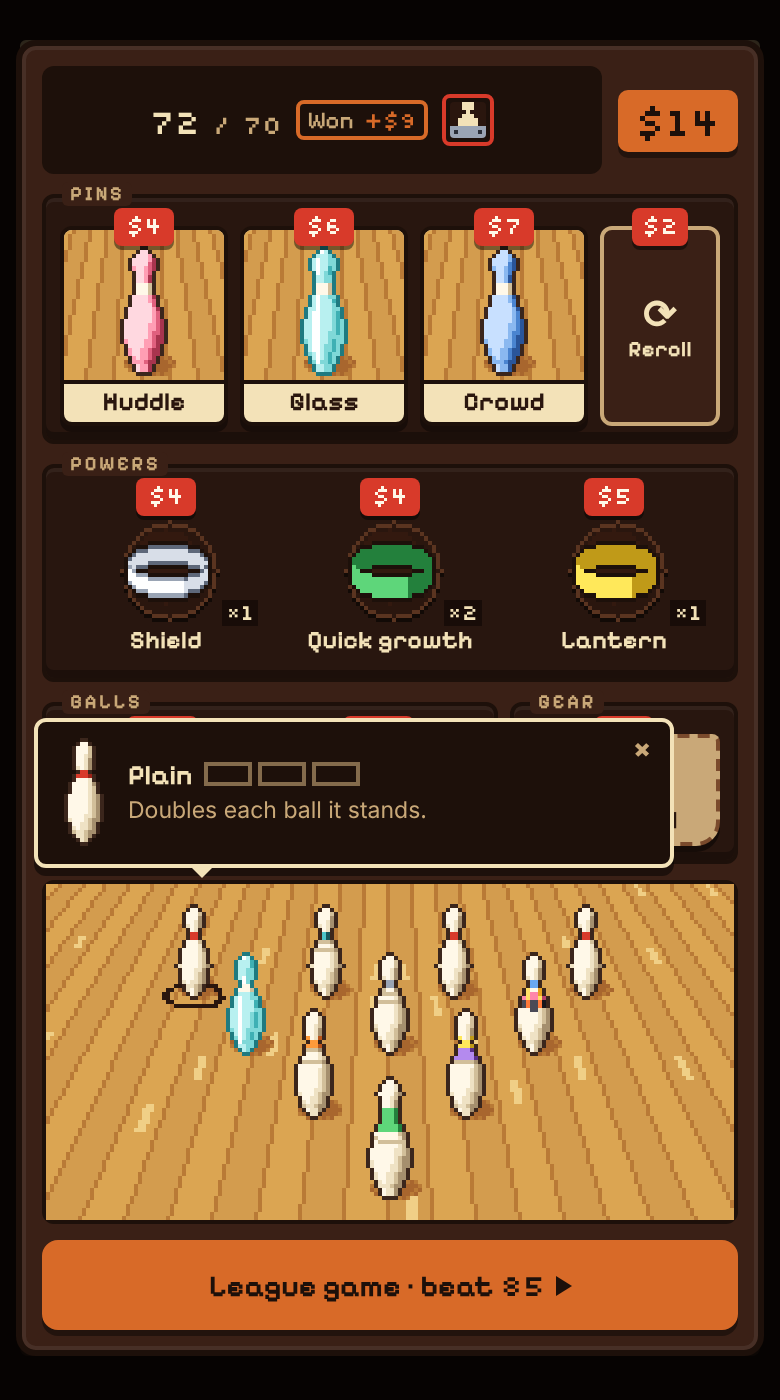 72 / 70 Won +$9
$14
PINS
$4 $6 $7 $2
Huddle Glass Crowd Reroll
POWERS
$4 $4 $5
×1 ×2 ×1
Shield Quick growth Lantern
BALLS GEAR
Plain
Doubles each ball it stands.
League game · beat 85